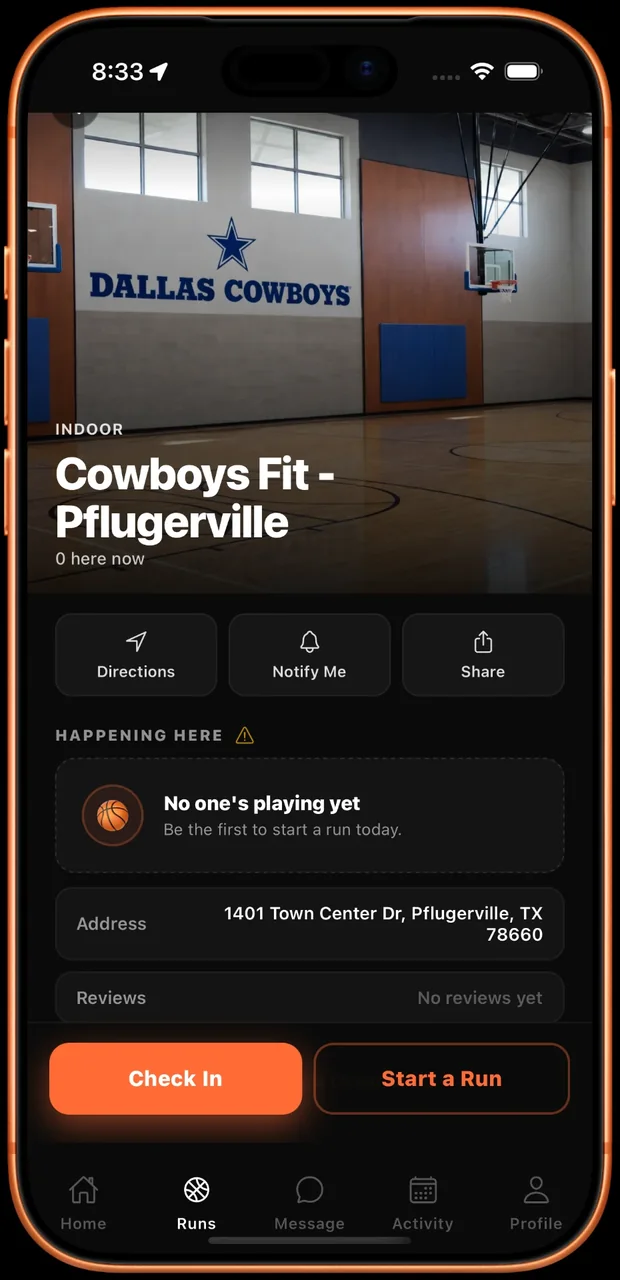 8:33
DALLAS COWBOYS
INDOOR
Cowboys Fit -
Pflugerville
0 here now
Directions
Notify Me
Share
HAPPENING HERE
No one's playing yet
Be the first to start a run today.
Address
1401 Town Center Dr, Pflugerville, TX
78660
Reviews
No reviews yet
Check In
Start a Run
Home
Runs
Message
Activity
Profile